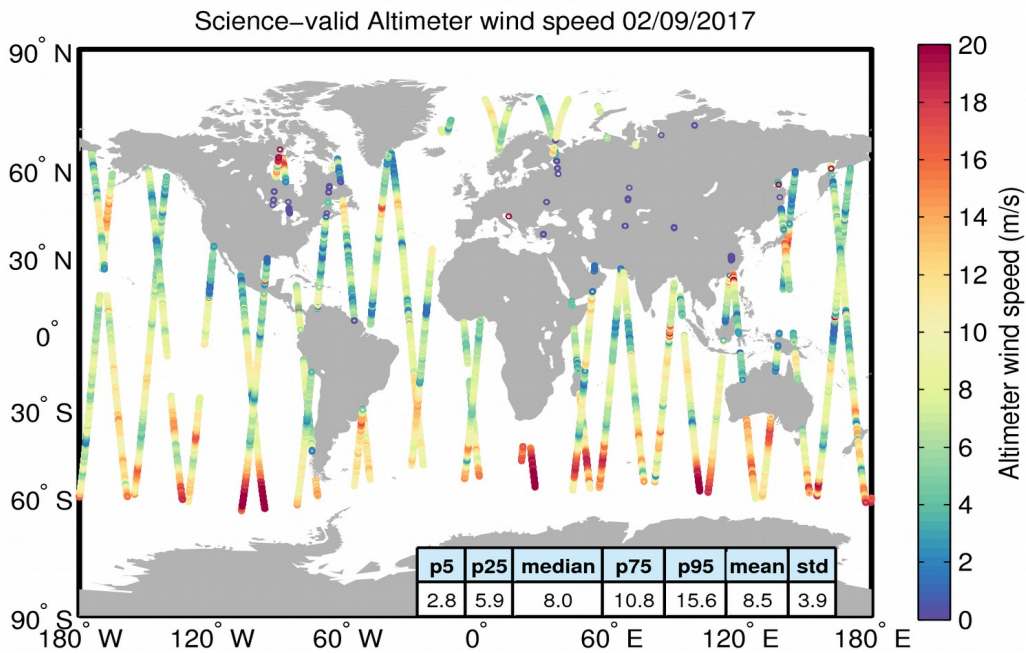 Science−valid Altimeter wind speed 02/09/2017
90° N
60° N
30° N
0°
30° S
60° S
90° S
180° W
120° W
60° W
0°
60° E
120° E
180° E
p5 p25 median p75 p95 mean std
2.8 5.9 8.0 10.8 15.6 8.5 3.9
20
18
16
14
12
10
8
6
4
2
0
Altimeter wind speed (m/s)